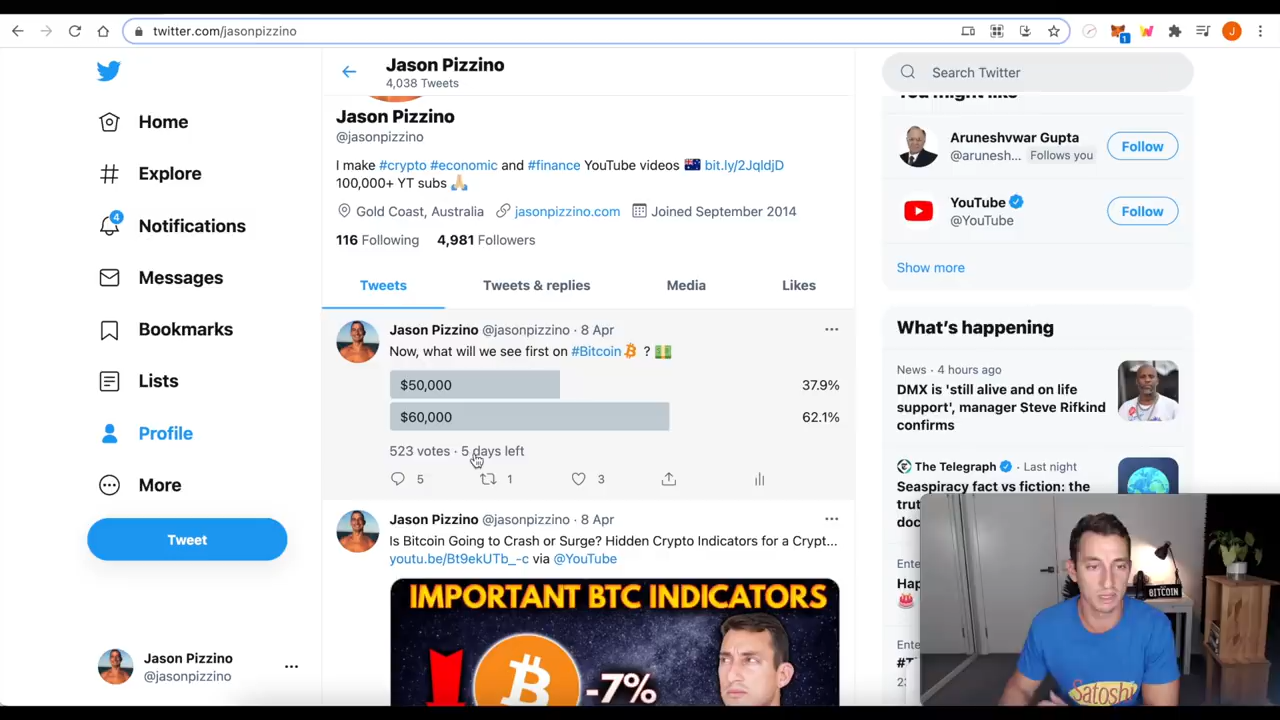 twitter.com/jasonpizzino
1
J
Home
Explore
4
Notifications
Messages
Bookmarks
Lists
Profile
More
Tweet
Jason Pizzino
@jasonpizzino
Jason Pizzino
4,038 Tweets
Jason Pizzino
@jasonpizzino
I make #crypto #economic and #finance YouTube videos 🇦🇺 bit.ly/2JqldjD
100,000+ YT subs 🙏🏼
Gold Coast, Australia jasonpizzino.com Joined September 2014
116 Following 4,981 Followers
Tweets Tweets & replies Media Likes
Jason Pizzino @jasonpizzino · 8 Apr
Now, what will we see first on #Bitcoin ? 💵
$50,000 37.9%
$60,000 62.1%
523 votes · 5 days left
5 1 3
Jason Pizzino @jasonpizzino · 8 Apr
Is Bitcoin Going to Crash or Surge? Hidden Crypto Indicators for a Crypt...
youtu.be/Bt9ekUTb_-c via @YouTube
IMPORTANT BTC INDICATORS
-7%
Search Twitter
You might like
Aruneshvwar Gupta
@arunesh... Follows you
Follow
YouTube
@YouTube
Follow
Show more
What's happening
News · 4 hours ago
DMX is 'still alive and on life
support', manager Steve Rifkind
confirms
The Telegraph · Last night
Seaspiracy fact vs fiction: the
BITCOIN
Satoshi